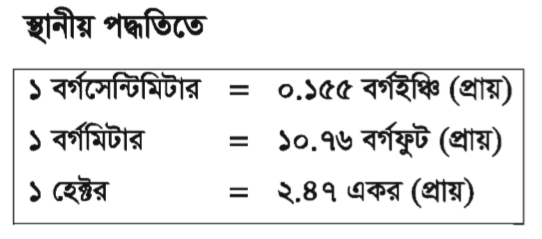 স্থানীয় পদ্ধতিতে
১ বর্গসেন্টিমিটার = ০.১৫৫ বর্গইঞ্চি (প্রায়)
১ বর্গমিটার = ১০.৭৬ বর্গফুট (প্রায়)
১ হেক্টর = ২.৪৭ একর (প্রায়)